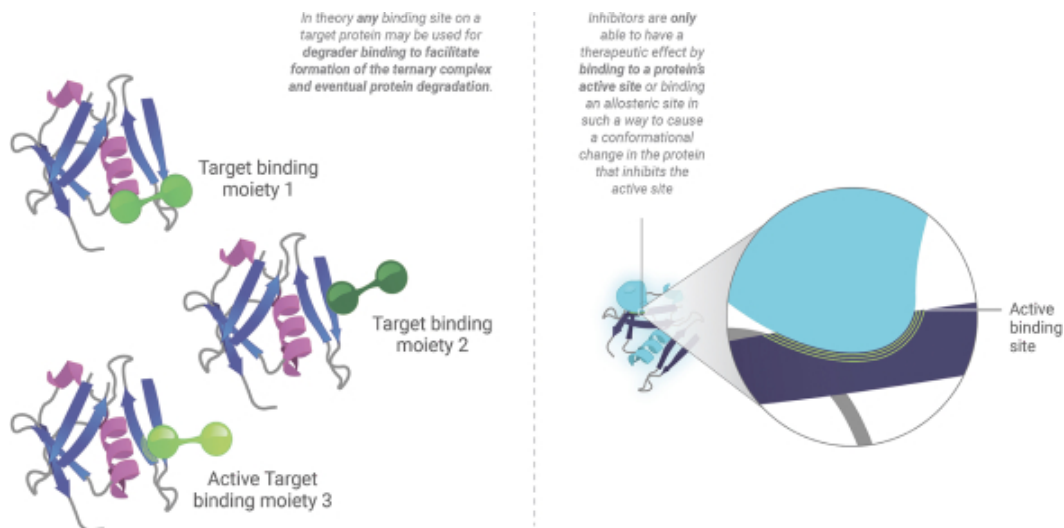 In theory any binding site on a
target protein may be used for
degrader binding to facilitate
formation of the ternary complex
and eventual protein degradation.
Target binding
moiety 1
Target binding
moiety 2
Active Target
binding moiety 3
Inhibitors are only
able to have a
therapeutic effect by
binding to a protein's
active site or binding
an allosteric site in
such a way to cause
a conformational
change in the protein
that inhibits the
active site
Active
binding
site